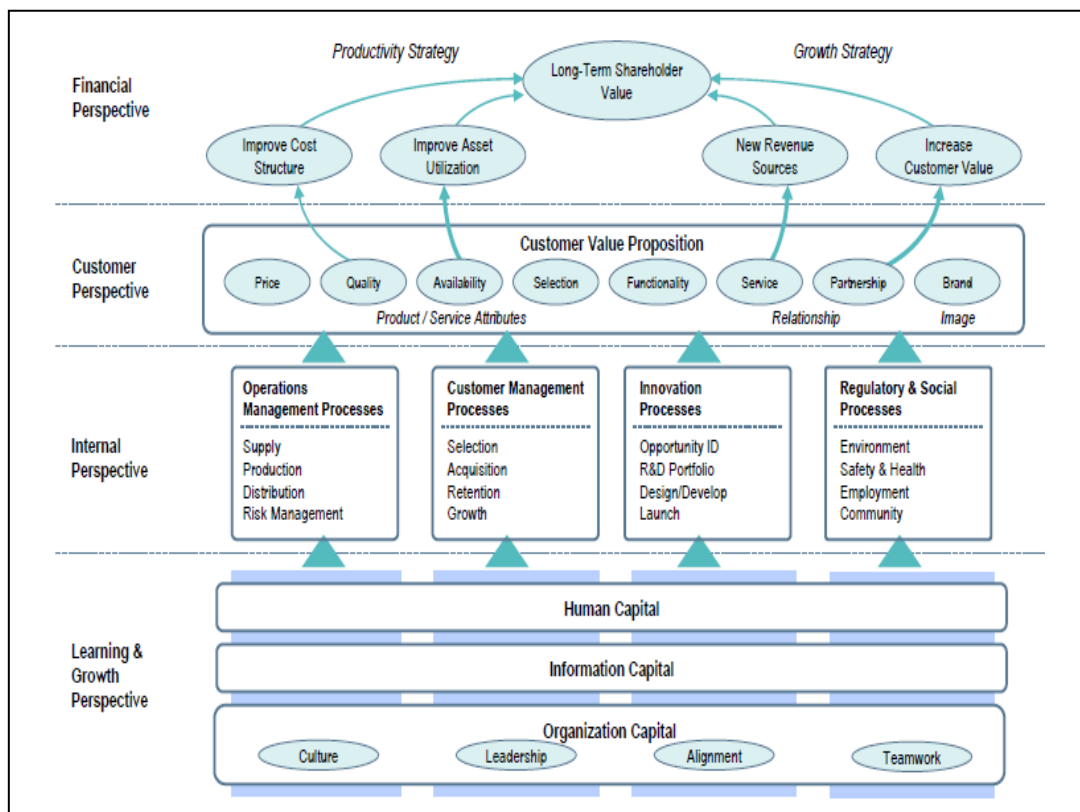 Productivity Strategy
Growth Strategy
Financial
Perspective
Long-Term Shareholder
Value
Improve Cost
Structure
Improve Asset
Utilization
New Revenue
Sources
Increase
Customer Value
Customer
Perspective
Customer Value Proposition
Price
Quality
Availability
Selection
Functionality
Service
Partnership
Brand
Product / Service Attributes
Relationship
Image
Internal
Perspective
Operations
Management Processes
Supply
Production
Distribution
Risk Management
Customer Management
Processes
Selection
Acquisition
Retention
Growth
Innovation
Processes
Opportunity ID
R&D Portfolio
Design/Develop
Launch
Regulatory & Social
Processes
Environment
Safety & Health
Employment
Community
Learning &
Growth
Perspective
Human Capital
Information Capital
Organization Capital
Culture
Leadership
Alignment
Teamwork